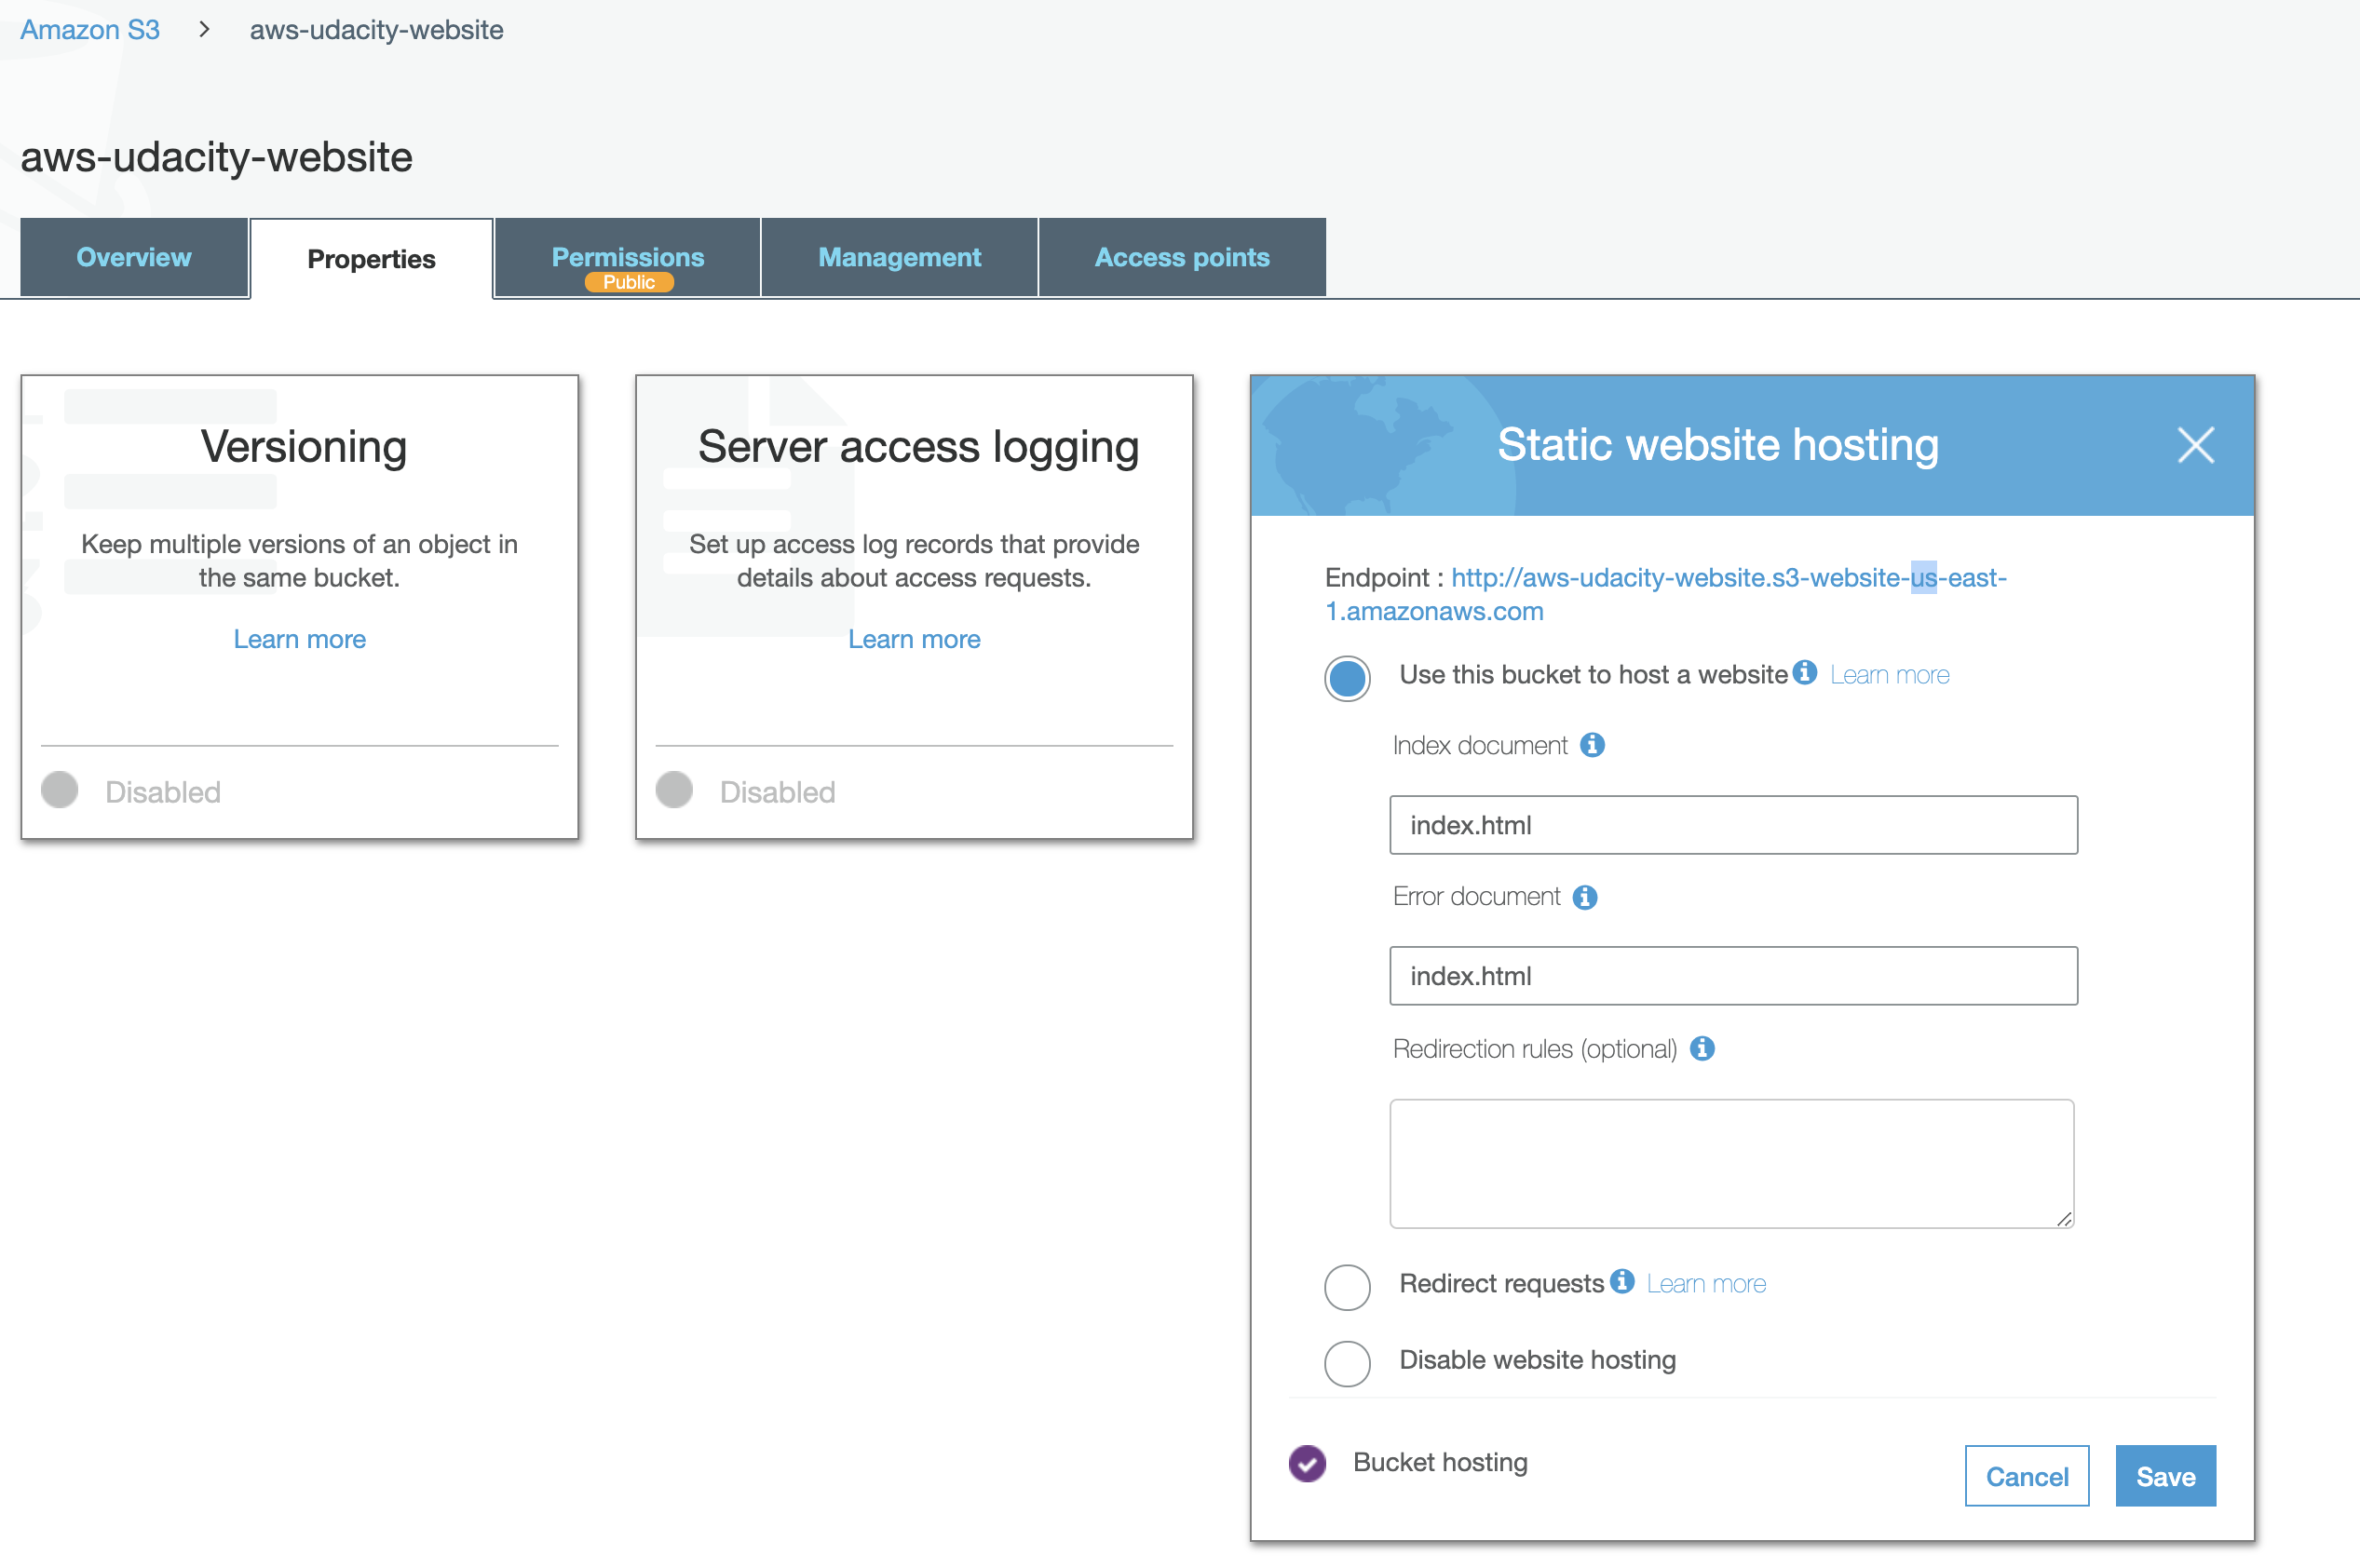 Amazon S3 > aws-udacity-website
aws-udacity-website
Overview
Properties
Permissions
Public
Management
Access points
Versioning
Keep multiple versions of an object in
the same bucket.
Learn more
Disabled
Server access logging
Set up access log records that provide
details about access requests.
Learn more
Disabled
Static website hosting
Endpoint : http://aws-udacity-website.s3-website-us-east-
1.amazonaws.com
Use this bucket to host a website Learn more
Index document
index.html
Error document
index.html
Redirection rules (optional)
Redirect requests Learn more
Disable website hosting
Bucket hosting
Cancel
Save